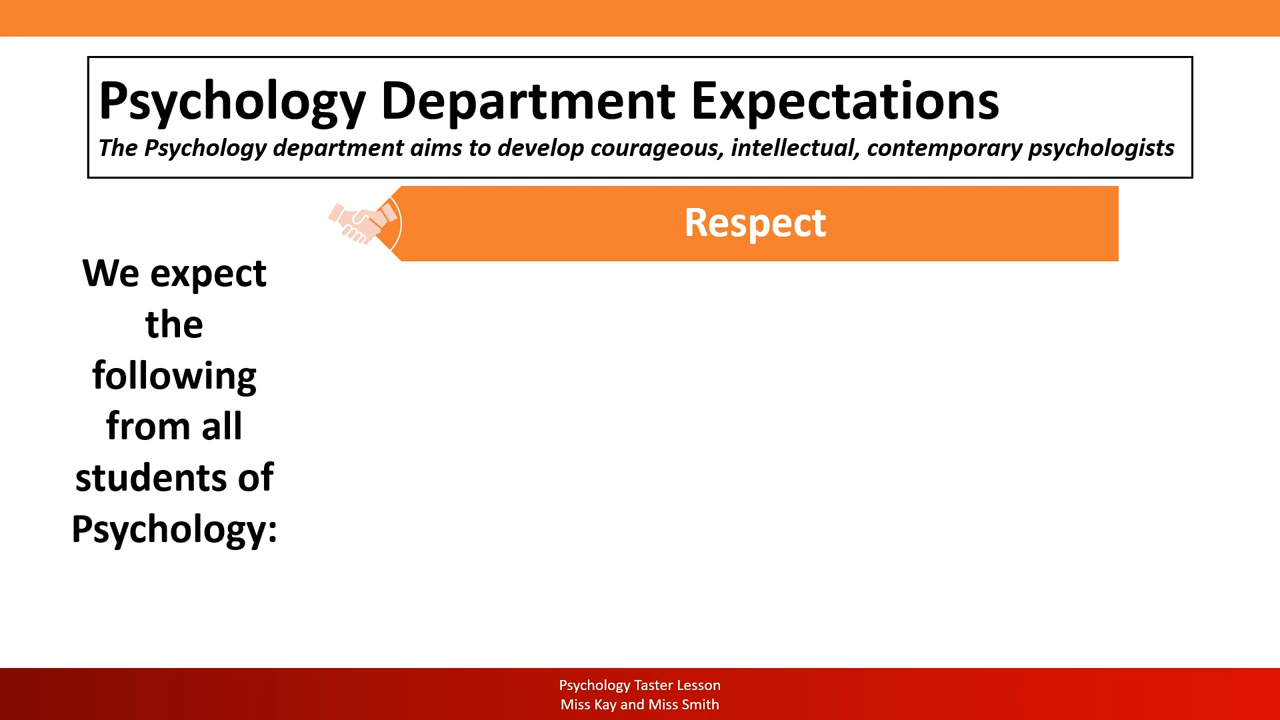 Psychology Department Expectations
The Psychology department aims to develop courageous, intellectual, contemporary psychologists
Respect
We expect
the
following
from all
students of
Psychology:
Psychology Taster Lesson
Miss Kay and Miss Smith